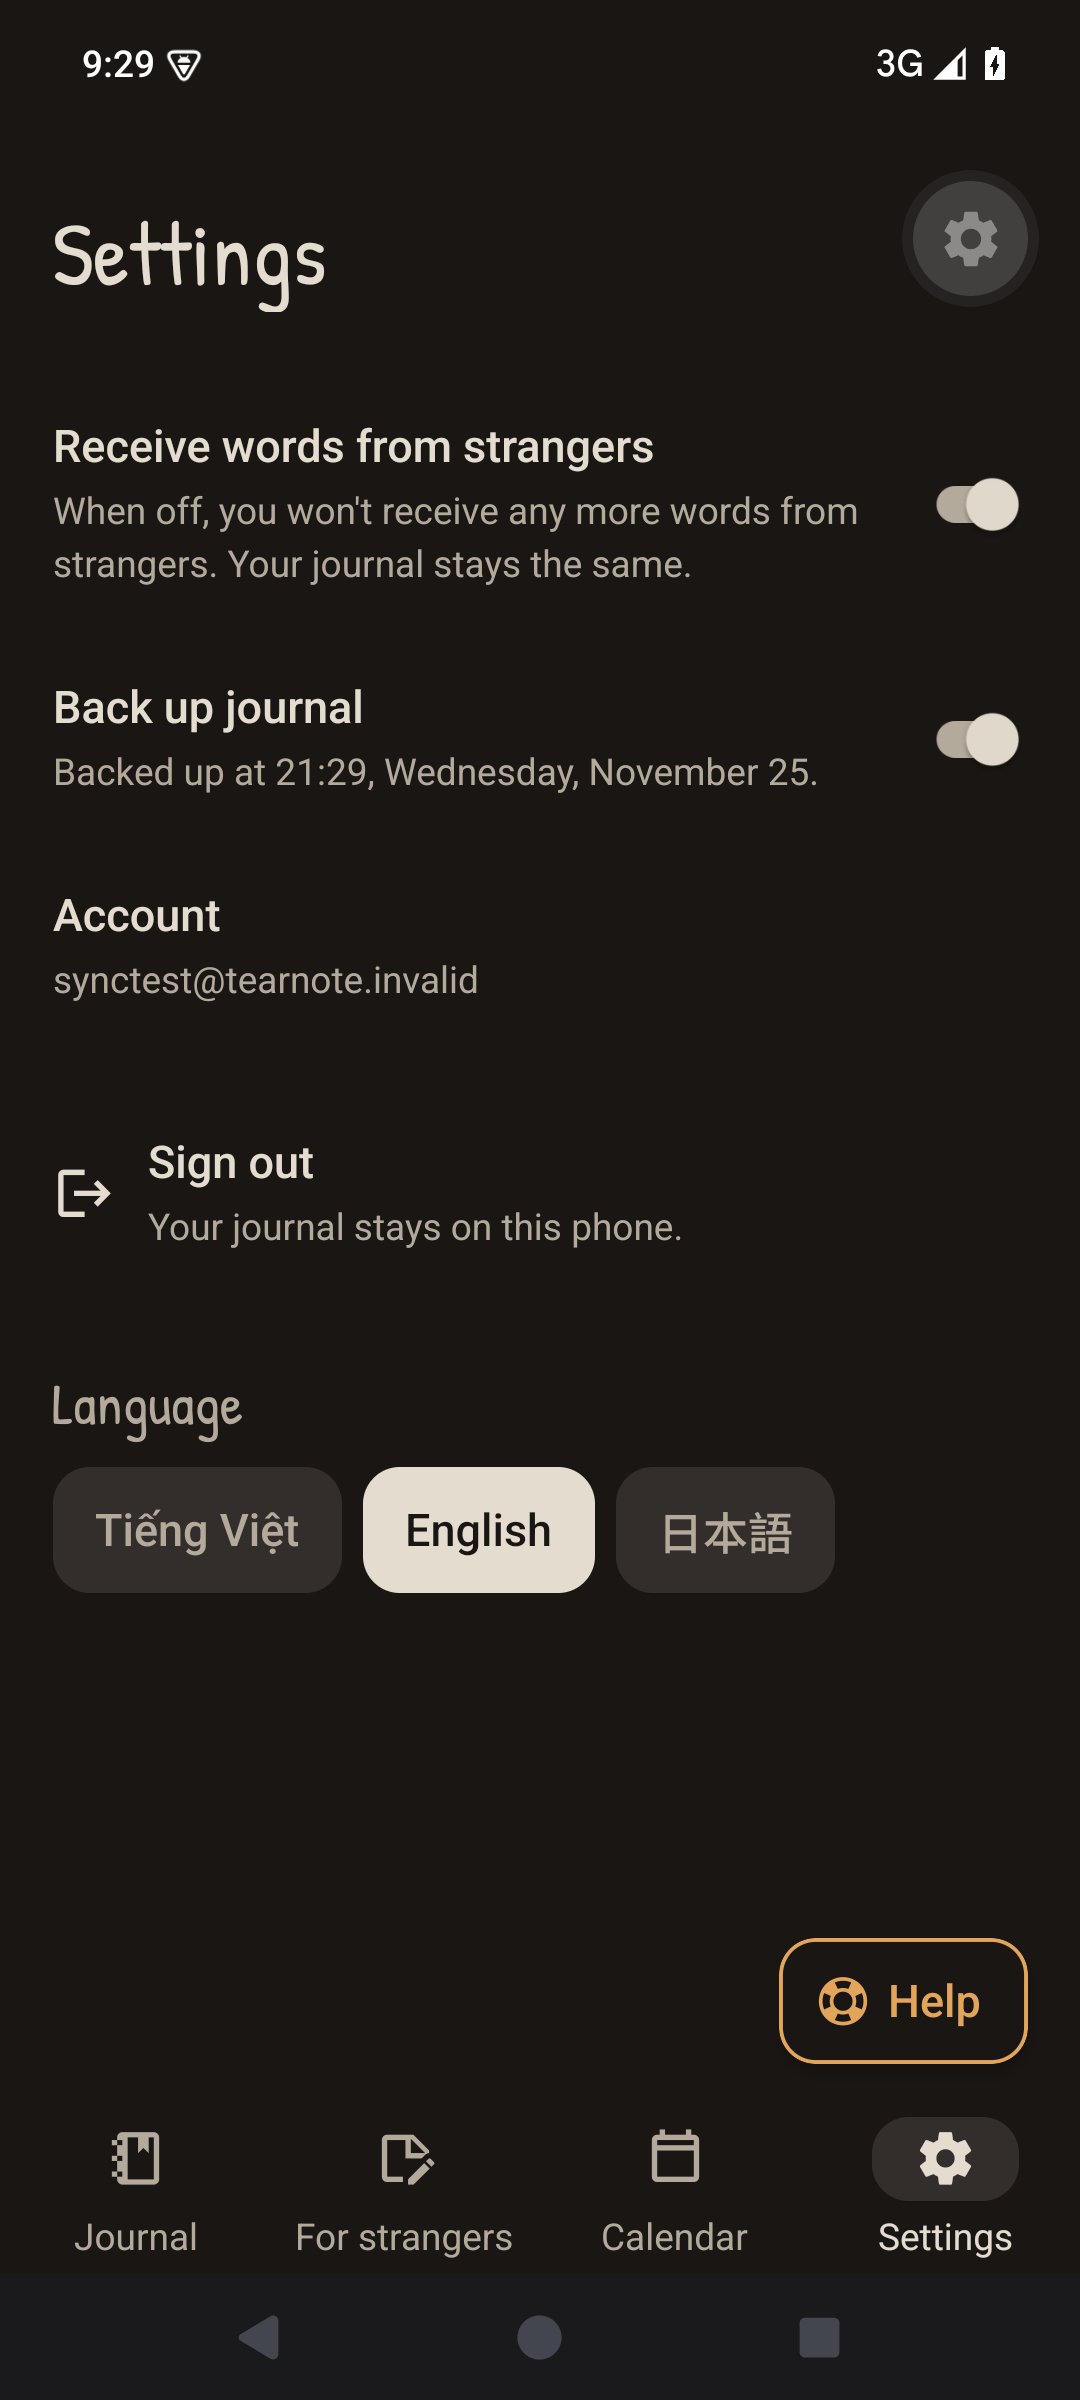 9:29
3G
Settings
Receive words from strangers
When off, you won't receive any more words from
strangers. Your journal stays the same.
Back up journal
Backed up at 21:29, Wednesday, November 25.
Account
synctest@tearnote.invalid
Sign out
Your journal stays on this phone.
Language
Tiếng Việt
English
日本語
Help
Journal
For strangers
Calendar
Settings